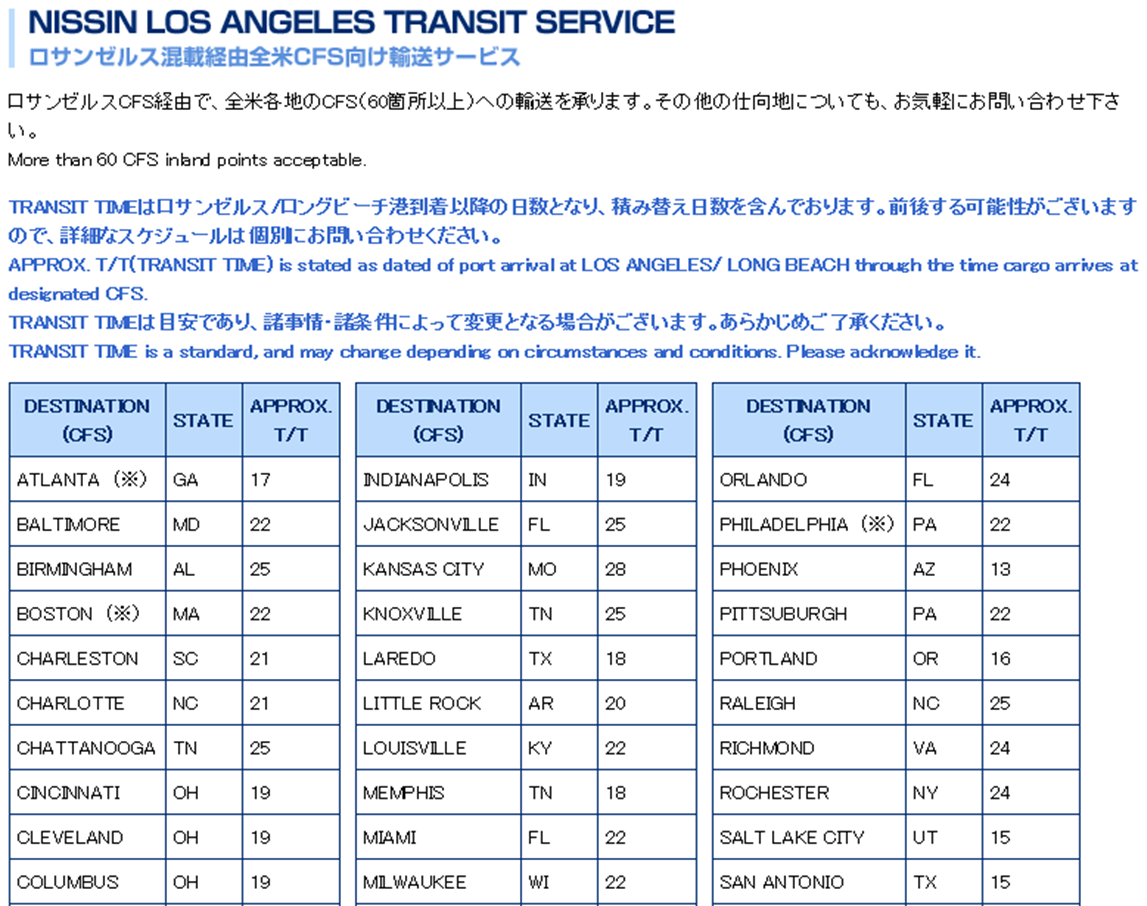 NISSIN LOS ANGELES TRANSIT SERVICE
ロサンゼルス混載経由全米CFS向け輸送サービス
ロサンゼルスCFS経由で、全米各地のCFS(60箇所以上)への輸送を承ります。その他の仕向地についても、お気軽にお問い合わせ下さ
い。
More than 60 CFS inland points acceptable.
TRANSIT TIMEはロサンゼルス/ロングビーチ港到着以降の日数となり、積み替え日数を含んでおります。前後する可能性がございます
ので、詳細なスケジュールは個別にお問い合わせください。
APPROX. T/T(TRANSIT TIME) is stated as dated of port arrival at LOS ANGELES/ LONG BEACH through the time cargo arrives at
designated CFS.
TRANSIT TIMEは目安であり、諸事情・諸条件によって変更となる場合がございます。あらかじめご了承ください。
TRANSIT TIME is a standard, and may change depending on circumstances and conditions. Please acknowledge it.
DESTINATION (CFS) STATE APPROX. T/T DESTINATION (CFS) STATE APPROX. T/T DESTINATION (CFS) STATE APPROX. T/T
ATLANTA (※) GA 17 INDIANAPOLIS IN 19 ORLANDO FL 24
BALTIMORE MD 22 JACKSONVILLE FL 25 PHILADELPHIA (※) PA 22
BIRMINGHAM AL 25 KANSAS CITY MO 28 PHOENIX AZ 13
BOSTON (※) MA 22 KNOXVILLE TN 25 PITTSUBURGH PA 22
CHARLESTON SC 21 LAREDO TX 18 PORTLAND OR 16
CHARLOTTE NC 21 LITTLE ROCK AR 20 RALEIGH NC 25
CHATTANOOGA TN 25 LOUISVILLE KY 22 RICHMOND VA 24
CINCINNATI OH 19 MEMPHIS TN 18 ROCHESTER NY 24
CLEVELAND OH 19 MIAMI FL 22 SALT LAKE CITY UT 15
COLUMBUS OH 19 MILWAUKEE WI 22 SAN ANTONIO TX 15